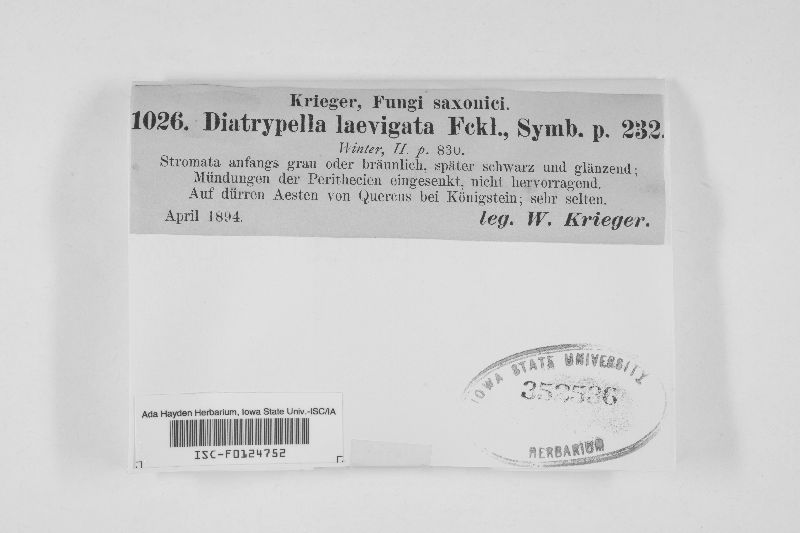 Krieger, Fungi saxonici.
1026. Diatrypella laevigata Fckl., Symb. p. 232.
Winter, II. p. 830.
Stromata anfangs grau oder bräunlich, später schwarz und glänzend;
Mündungen der Perithecien eingesenkt, nicht hervorragend.
Auf dürren Aesten von Quercus bei Königstein; sehr selten.
April 1894.
leg. W. Krieger.
IOWA STATE UNIVERSITY
HERBARIUM
Ada Hayden Herbarium, Iowa State Univ.-ISC/IA
ISC-F0124752